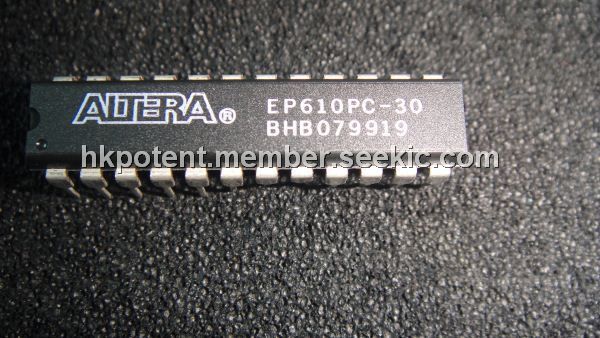 ALTERA® EP610PC-30
BHB079919
hkpotent.member.seekic.com